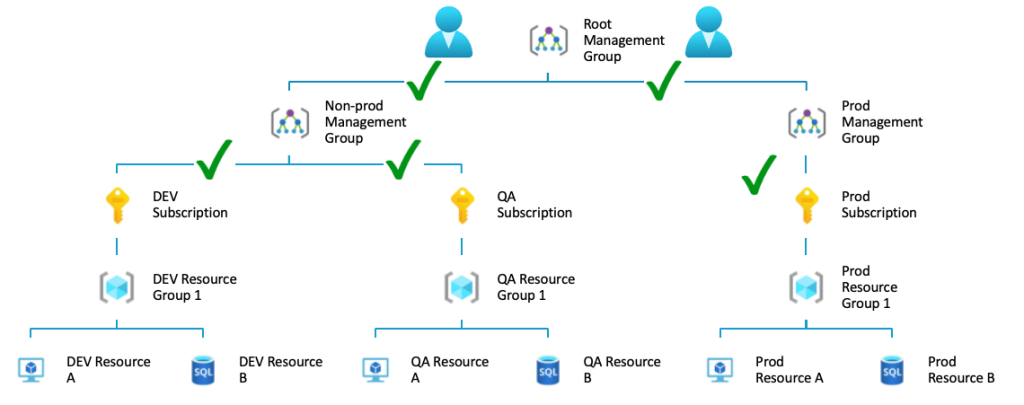 Root
Management
Group
Non-prod
Management
Group
Prod
Management
Group
DEV
Subscription
QA
Subscription
Prod
Subscription
DEV Resource
Group 1
QA Resource
Group 1
Prod
Resource
Group 1
DEV Resource
A
SQL
DEV Resource
B
QA Resource
A
SQL
QA Resource
B
Prod
Resource A
SQL
Prod
Resource B